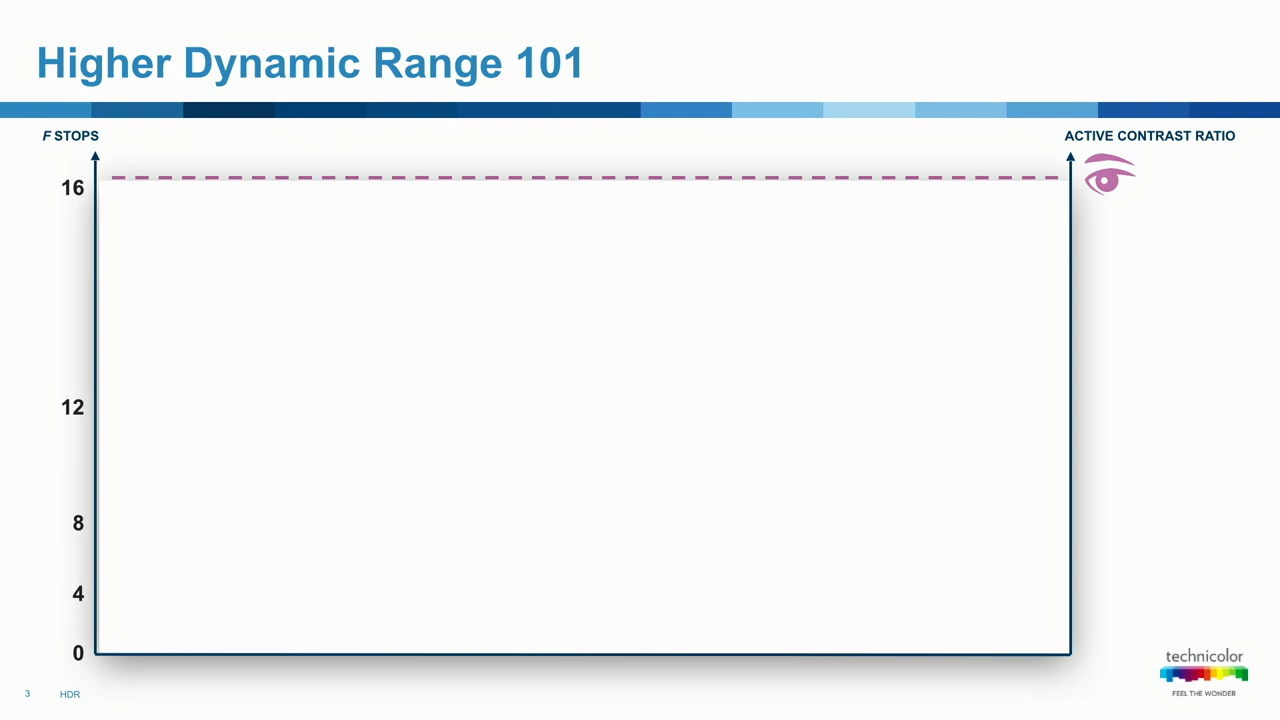 Higher Dynamic Range 101
F STOPS
ACTIVE CONTRAST RATIO
16
12
8
4
0
technicolor
FEEL THE WONDER
3 HDR